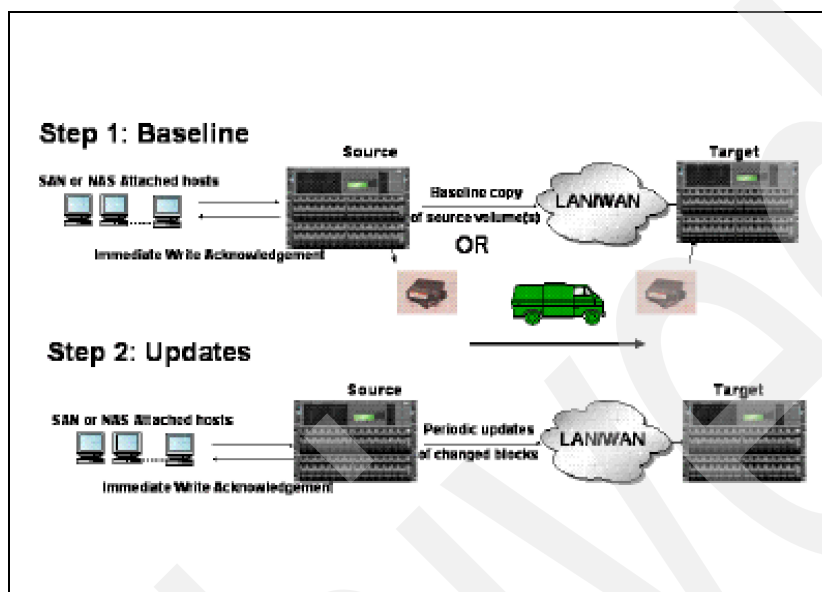 Step 1: Baseline
Source
Target
SAN or NAS Attached hosts
Baseline copy
of source volume(s)
LAN/WAN
OR
Immediate Write Acknowledgement
Step 2: Updates
Source
Target
SAN or NAS Attached hosts
Periodic updates
of changed blocks
LAN/WAN
Immediate Write Acknowledgement